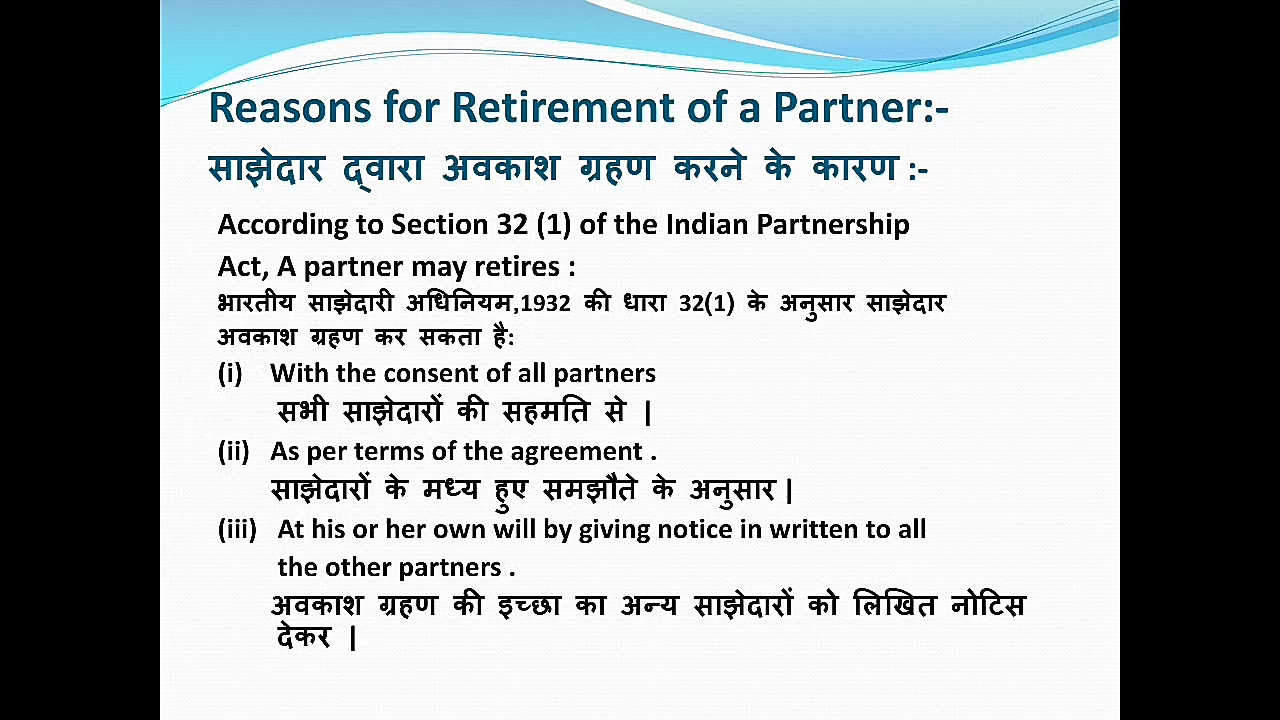 Reasons for Retirement of a Partner:-
साझेदार द्वारा अवकाश ग्रहण करने के कारण :-
According to Section 32 (1) of the Indian Partnership
Act, A partner may retires :
भारतीय साझेदारी अधिनियम,1932 की धारा 32(1) के अनुसार साझेदार
अवकाश ग्रहण कर सकता है:
(i) With the consent of all partners
सभी साझेदारों की सहमति से |
(ii) As per terms of the agreement .
साझेदारों के मध्य हुए समझौते के अनुसार |
(iii) At his or her own will by giving notice in written to all
the other partners .
अवकाश ग्रहण की इच्छा का अन्य साझेदारों को लिखित नोटिस
देकर |